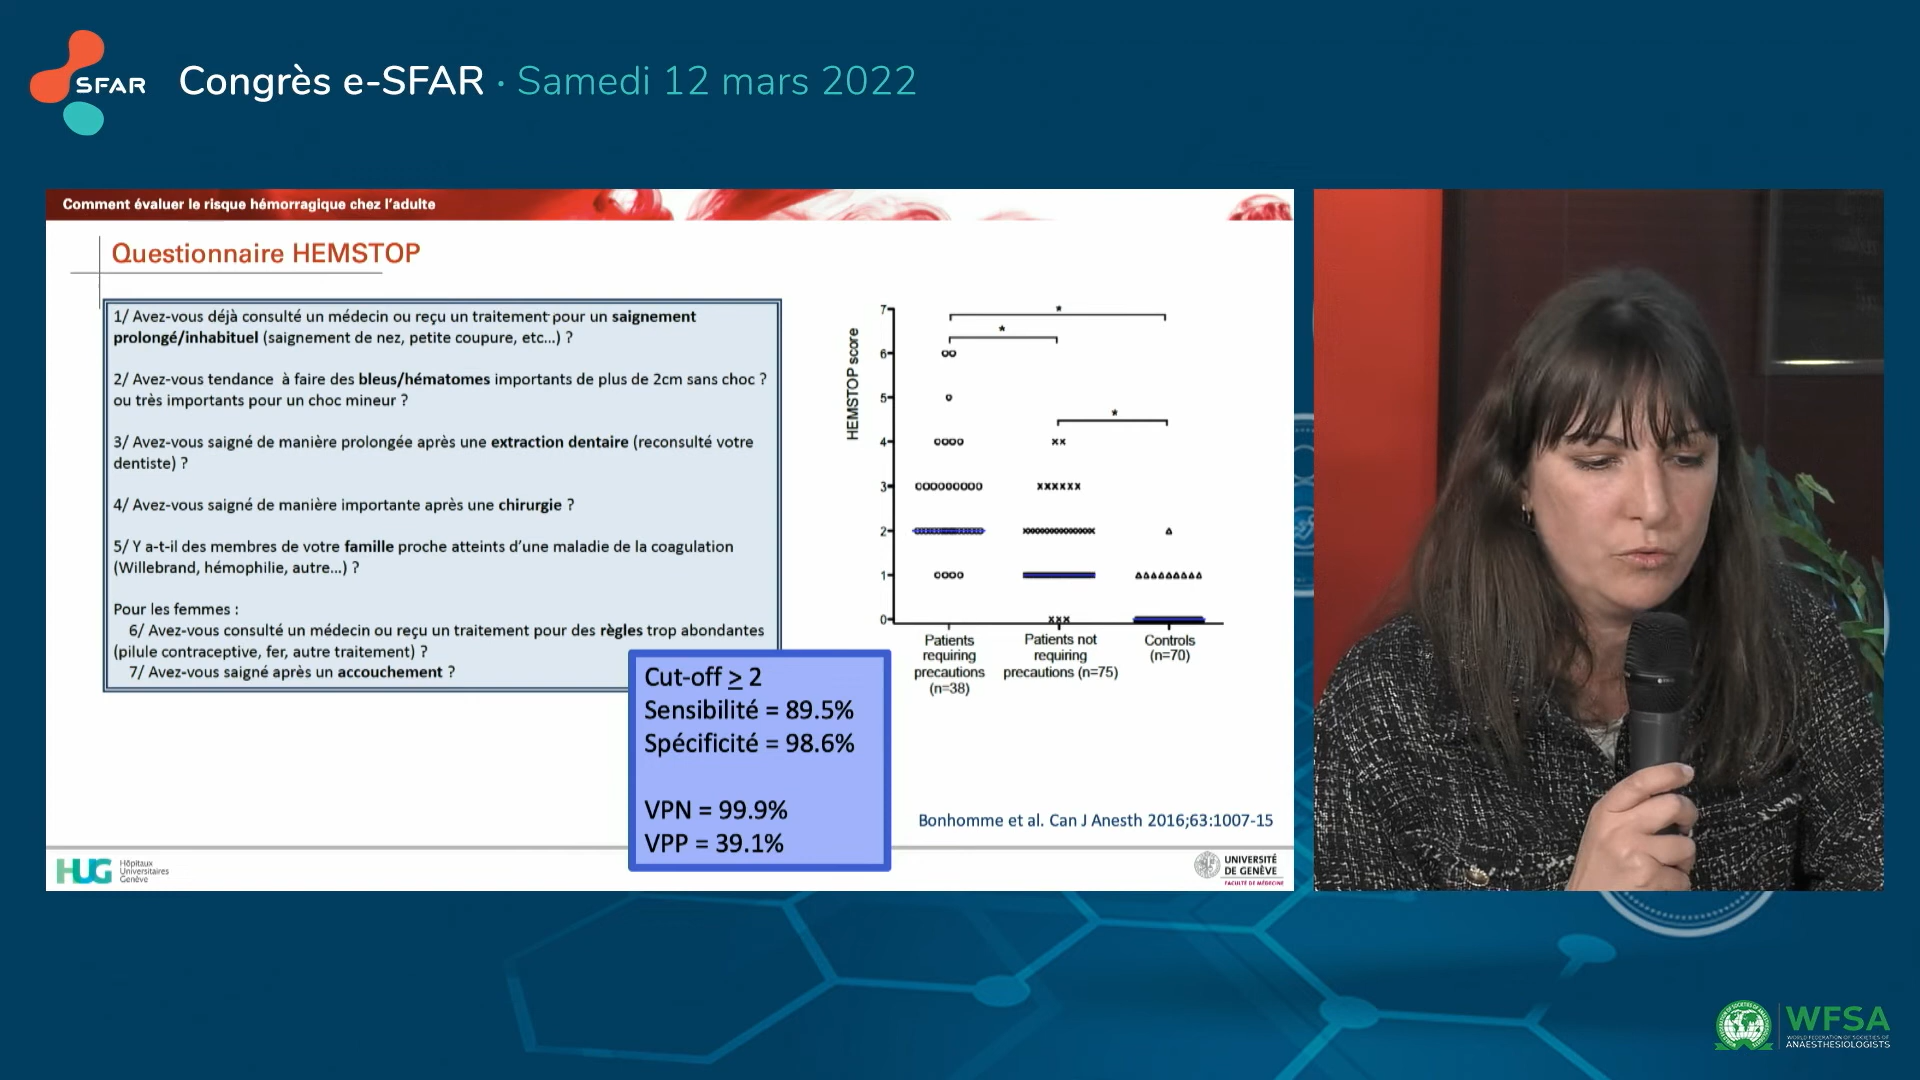 SFAR
Congrès e-SFAR · Samedi 12 mars 2022
Comment évaluer le risque hémorragique chez l'adulte
Questionnaire HEMSTOP
1/ Avez-vous déjà consulté un médecin ou reçu un traitement pour un saignement
prolongé/inhabituel (saignement de nez, petite coupure, etc...) ?
2/ Avez-vous tendance à faire des bleus/hématomes importants de plus de 2cm sans choc ?
ou très importants pour un choc mineur ?
3/ Avez-vous saigné de manière prolongée après une extraction dentaire (reconsulté votre
dentiste) ?
4/ Avez-vous saigné de manière importante après une chirurgie ?
5/ Y a-t-il des membres de votre famille proche atteints d'une maladie de la coagulation
(Willebrand, hémophilie, autre...) ?
Pour les femmes :
6/ Avez-vous consulté un médecin ou reçu un traitement pour des règles trop abondantes
(pilule contraceptive, fer, autre traitement) ?
7/ Avez-vous saigné après un accouchement ?
Cut-off ≥ 2
Sensibilité = 89.5%
Spécificité = 98.6%
VPN = 99.9%
VPP = 39.1%
HEMSTOP score
7
6
5
4
3
2
1
0
*
*
*
Patients
requiring
precautions
(n=38)
Patients not
requiring
precautions (n=75)
Controls
(n=70)
Bonhomme et al. Can J Anesth 2016;63:1007-15
HUG
Hôpitaux
Universitaires
Genève
UNIVERSITÉ
DE GENÈVE
FACULTÉ DE MÉDECINE
WFSA
WORLD FEDERATION OF SOCIETIES OF
ANAESTHESIOLOGISTS